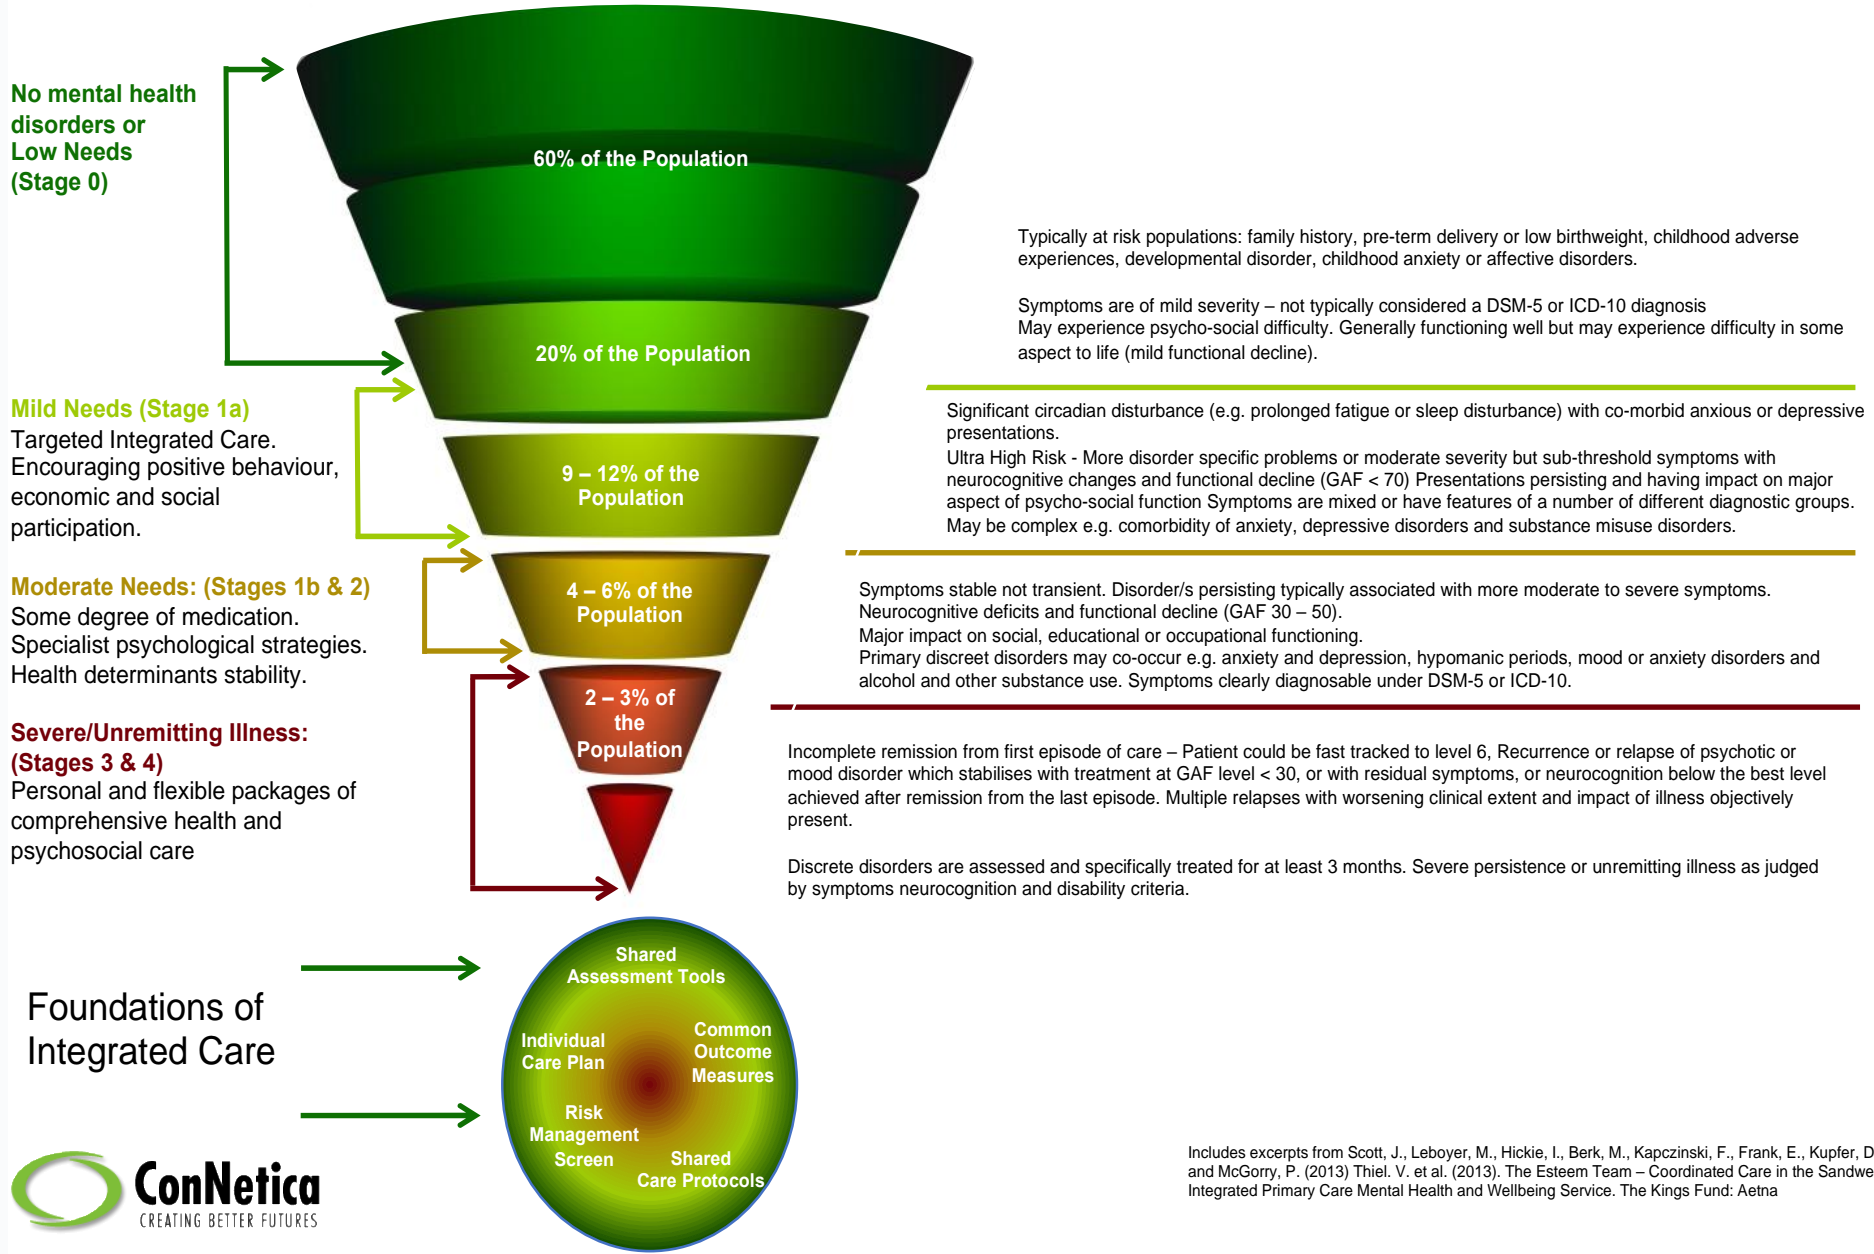 No mental health
disorders or
Low Needs
(Stage 0)
60% of the Population
20% of the Population
Typically at risk populations: family history, pre-term delivery or low birthweight, childhood adverse
experiences, developmental disorder, childhood anxiety or affective disorders.
Symptoms are of mild severity – not typically considered a DSM-5 or ICD-10 diagnosis
May experience psycho-social difficulty. Generally functioning well but may experience difficulty in some
aspect to life (mild functional decline).
Mild Needs (Stage 1a)
Targeted Integrated Care.
Encouraging positive behaviour,
economic and social
participation.
9 – 12% of the
Population
Significant circadian disturbance (e.g. prolonged fatigue or sleep disturbance) with co-morbid anxious or depressive
presentations.
Ultra High Risk - More disorder specific problems or moderate severity but sub-threshold symptoms with
neurocognitive changes and functional decline (GAF < 70) Presentations persisting and having impact on major
aspect of psycho-social function Symptoms are mixed or have features of a number of different diagnostic groups.
May be complex e.g. comorbidity of anxiety, depressive disorders and substance misuse disorders.
Moderate Needs: (Stages 1b & 2)
Some degree of medication.
Specialist psychological strategies.
Health determinants stability.
4 – 6% of the
Population
Symptoms stable not transient. Disorder/s persisting typically associated with more moderate to severe symptoms.
Neurocognitive deficits and functional decline (GAF 30 – 50).
Major impact on social, educational or occupational functioning.
Primary discreet disorders may co-occur e.g. anxiety and depression, hypomanic periods, mood or anxiety disorders and
alcohol and other substance use. Symptoms clearly diagnosable under DSM-5 or ICD-10.
Severe/Unremitting Illness:
(Stages 3 & 4)
Personal and flexible packages of
comprehensive health and
psychosocial care
2 – 3% of
the
Population
Incomplete remission from first episode of care – Patient could be fast tracked to level 6, Recurrence or relapse of psychotic or
mood disorder which stabilises with treatment at GAF level < 30, or with residual symptoms, or neurocognition below the best level
achieved after remission from the last episode. Multiple relapses with worsening clinical extent and impact of illness objectively
present.
Discrete disorders are assessed and specifically treated for at least 3 months. Severe persistence or unremitting illness as judged
by symptoms neurocognition and disability criteria.
Foundations of
Integrated Care
Shared
Assessment Tools
Individual
Care Plan
Common
Outcome
Measures
Risk
Management
Screen
Shared
Care Protocols
ConNetica
CREATING BETTER FUTURES
Includes excerpts from Scott, J., Leboyer, M., Hickie, I., Berk, M., Kapczinski, F., Frank, E., Kupfer, D
and McGorry, P. (2013) Thiel. V. et al. (2013). The Esteem Team – Coordinated Care in the Sandwe
Integrated Primary Care Mental Health and Wellbeing Service. The Kings Fund: Aetna